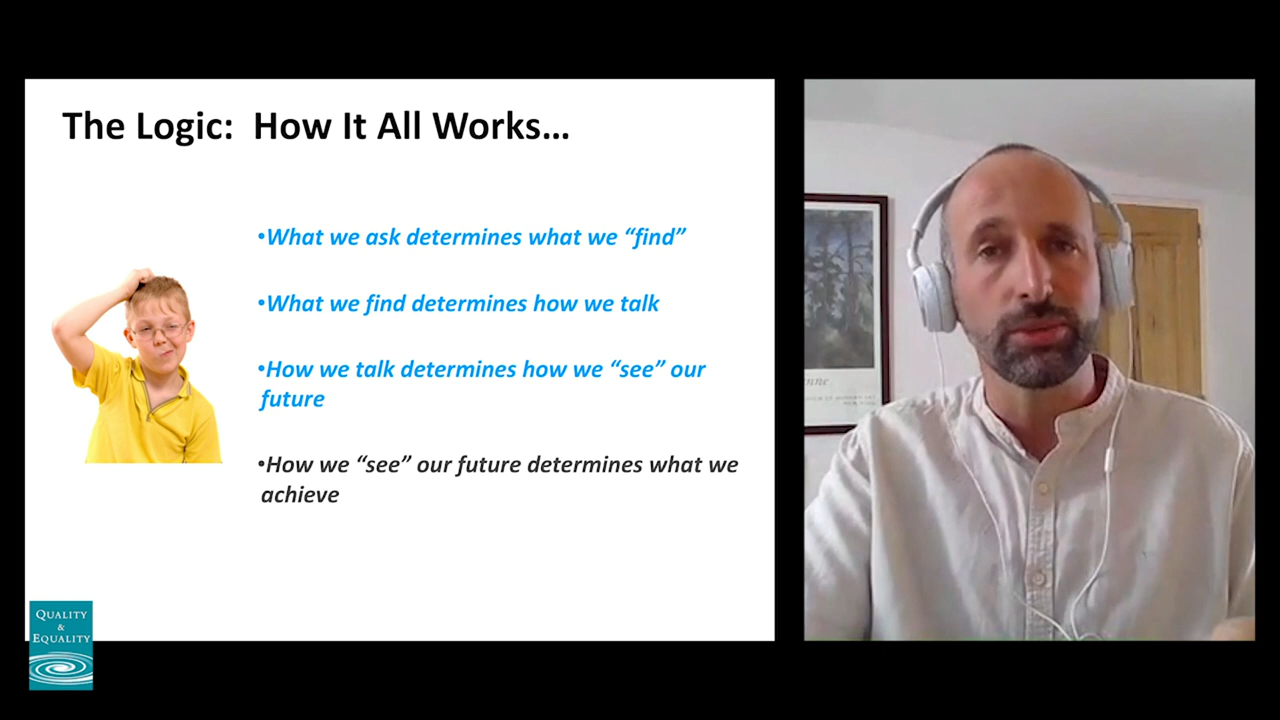 The Logic:  How It All Works…
•What we ask determines what we “find”
•What we find determines how we talk
•How we talk determines how we “see” our
future
•How we “see” our future determines what we
achieve
QUALITY
&
EQUALITY